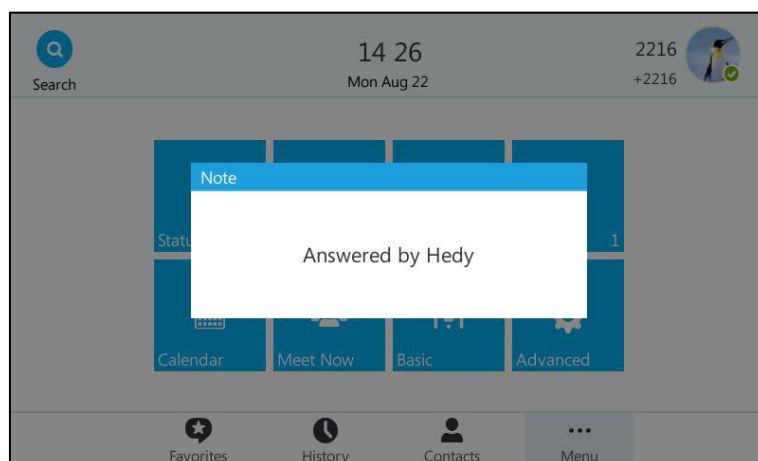 14 26
2216
Search
Mon Aug 22
+2216
Note
Answered by Hedy
1
Calendar
Meet Now
Basic
Advanced
Favorites
History
Contacts
Menu